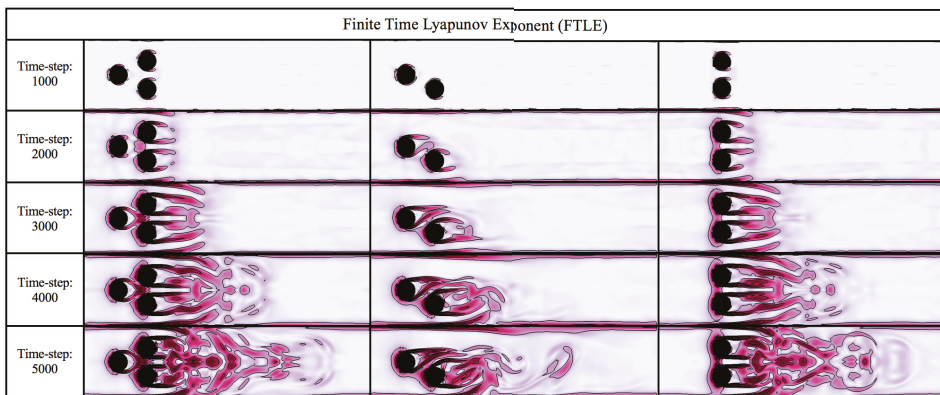 Finite Time Lyapunov Exponent (FTLE)
Time-step:
1000
Time-step:
2000
Time-step:
3000
Time-step:
4000
Time-step:
5000